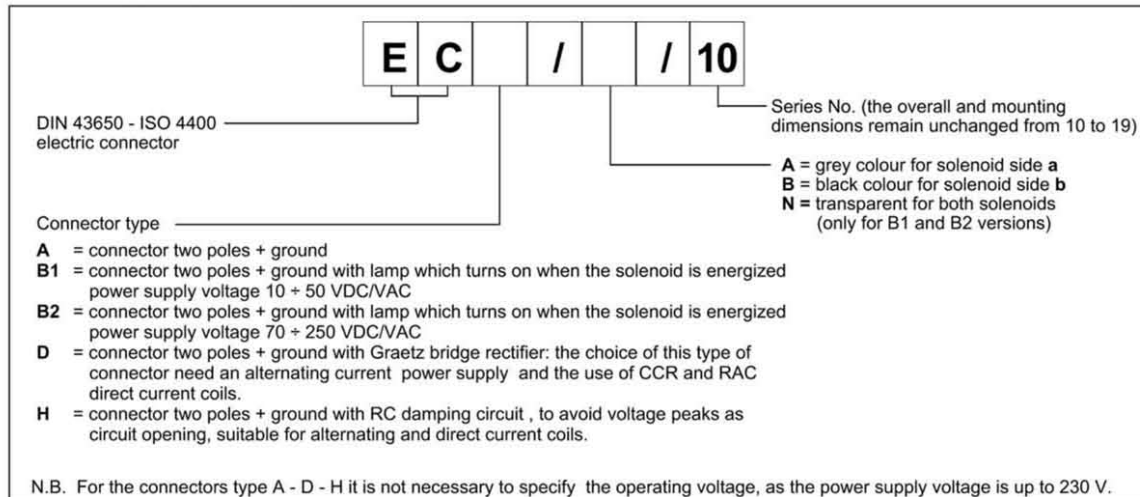 E C / / 10
DIN 43650 - ISO 4400
electric connector
Series No. (the overall and mounting
dimensions remain unchanged from 10 to 19)
A = grey colour for solenoid side a
B = black colour for solenoid side b
N = transparent for both solenoids
(only for B1 and B2 versions)
Connector type
A = connector two poles + ground
B1 = connector two poles + ground with lamp which turns on when the solenoid is energized
power supply voltage 10 ÷ 50 VDC/VAC
B2 = connector two poles + ground with lamp which turns on when the solenoid is energized
power supply voltage 70 ÷ 250 VDC/VAC
D = connector two poles + ground with Graetz bridge rectifier: the choice of this type of
connector need an alternating current power supply and the use of CCR and RAC
direct current coils.
H = connector two poles + ground with RC damping circuit , to avoid voltage peaks as
circuit opening, suitable for alternating and direct current coils.
N.B. For the connectors type A - D - H it is not necessary to specify the operating voltage, as the power supply voltage is up to 230 V.